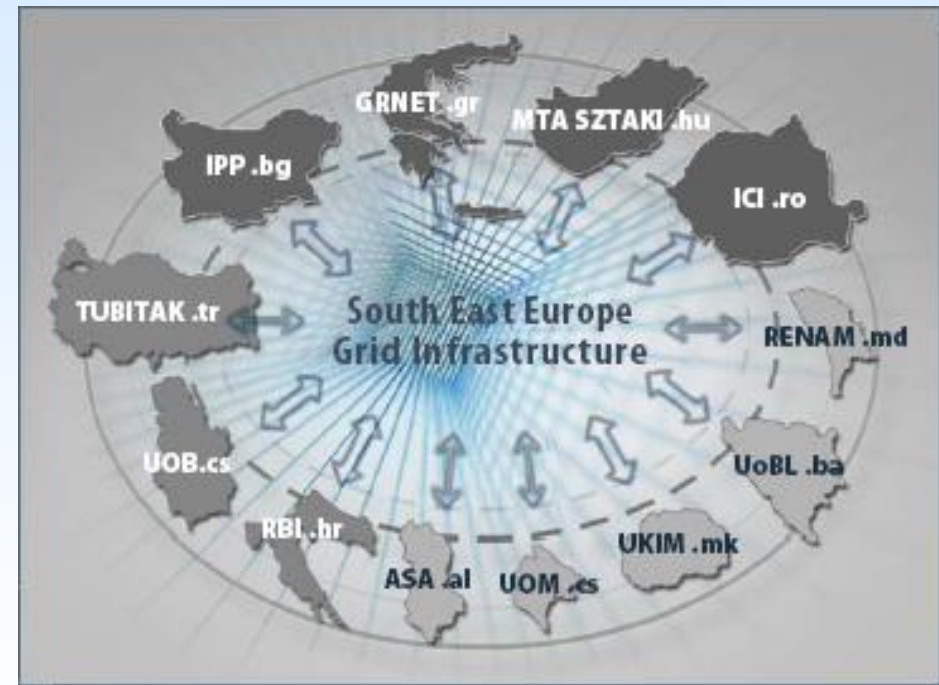 GRNET .gr
MTA SZTAKI .hu
IPP .bg
ICI .ro
TUBITAK .tr
South East Europe
Grid Infrastructure
RENAM .md
UOB.cs
UoBL .ba
RBI .hr
UKIM .mk
ASA .al
UOM .cs